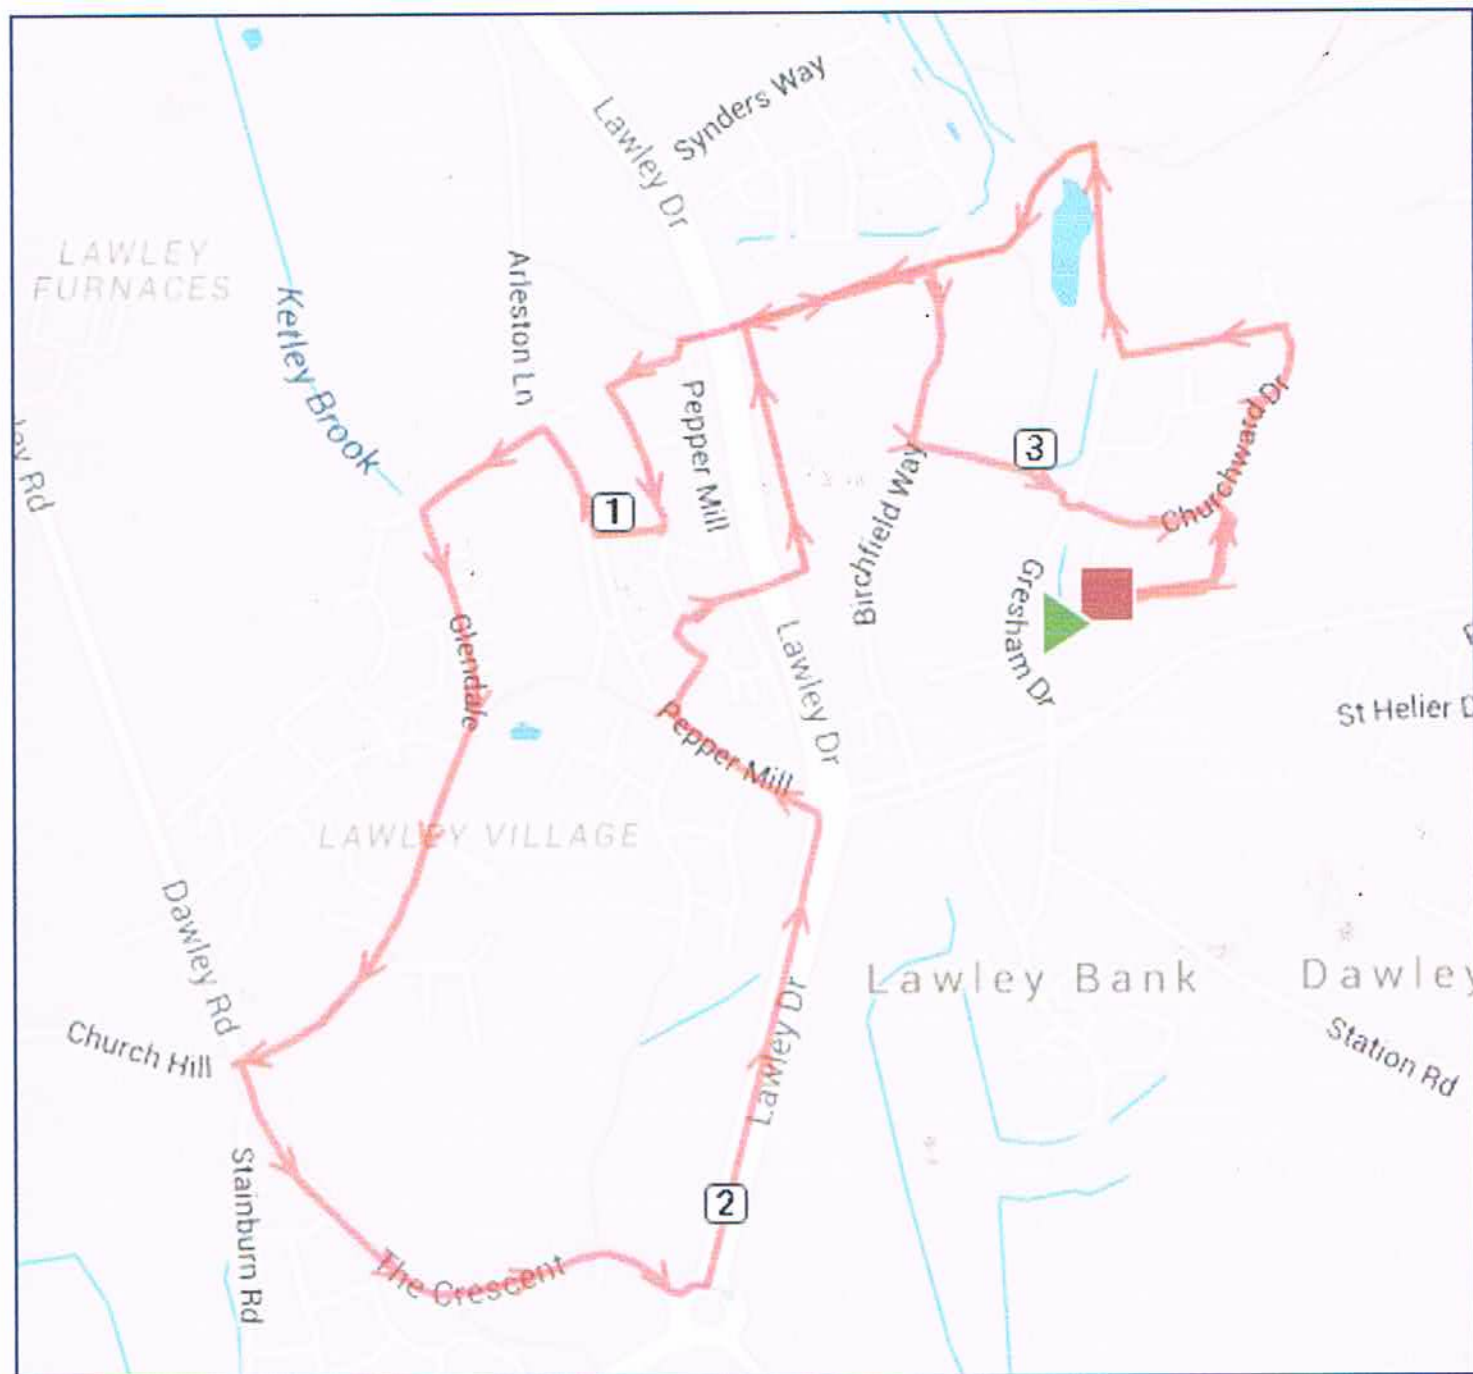 Synders Way
Lawley Dr
LAWLEY
FURNACES
Arleston Ln
Ketley Brook
ley Rd
Pepper Mill
Churchward Dr
3
1
Birchfield Way
Gresham Dr
Glendale
Lawley Dr
St Helier D
Pepper Mill
LAWLEY VILLAGE
Dawley Rd
Lawley Bank
Dawley
Church Hill
Lawley Dr
Station Rd
Stainburn Rd
2
The Crescent